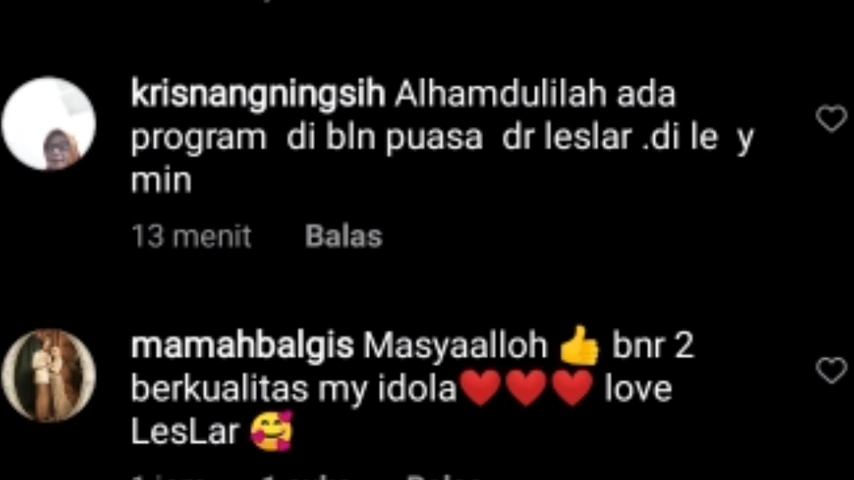 krisnangningsih Alhamdulilah ada
program di bln puasa dr leslar .di le y
min
13 menit Balas
mamahbalgis Masyaalloh 👍 bnr 2
berkualitas my idola❤️❤️❤️ love
LesLar 🥰